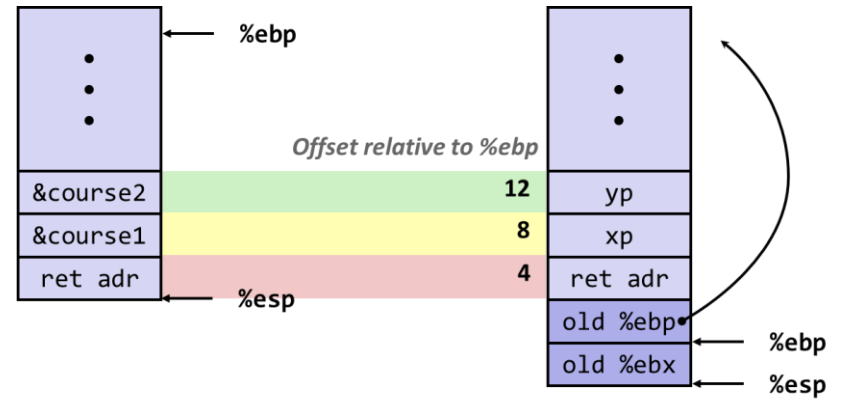 %ebp
Offset relative to %ebp
&course2 12 yp
&course1 8 xp
ret adr 4 ret adr
%esp
old %ebp
%ebp
old %ebx
%esp